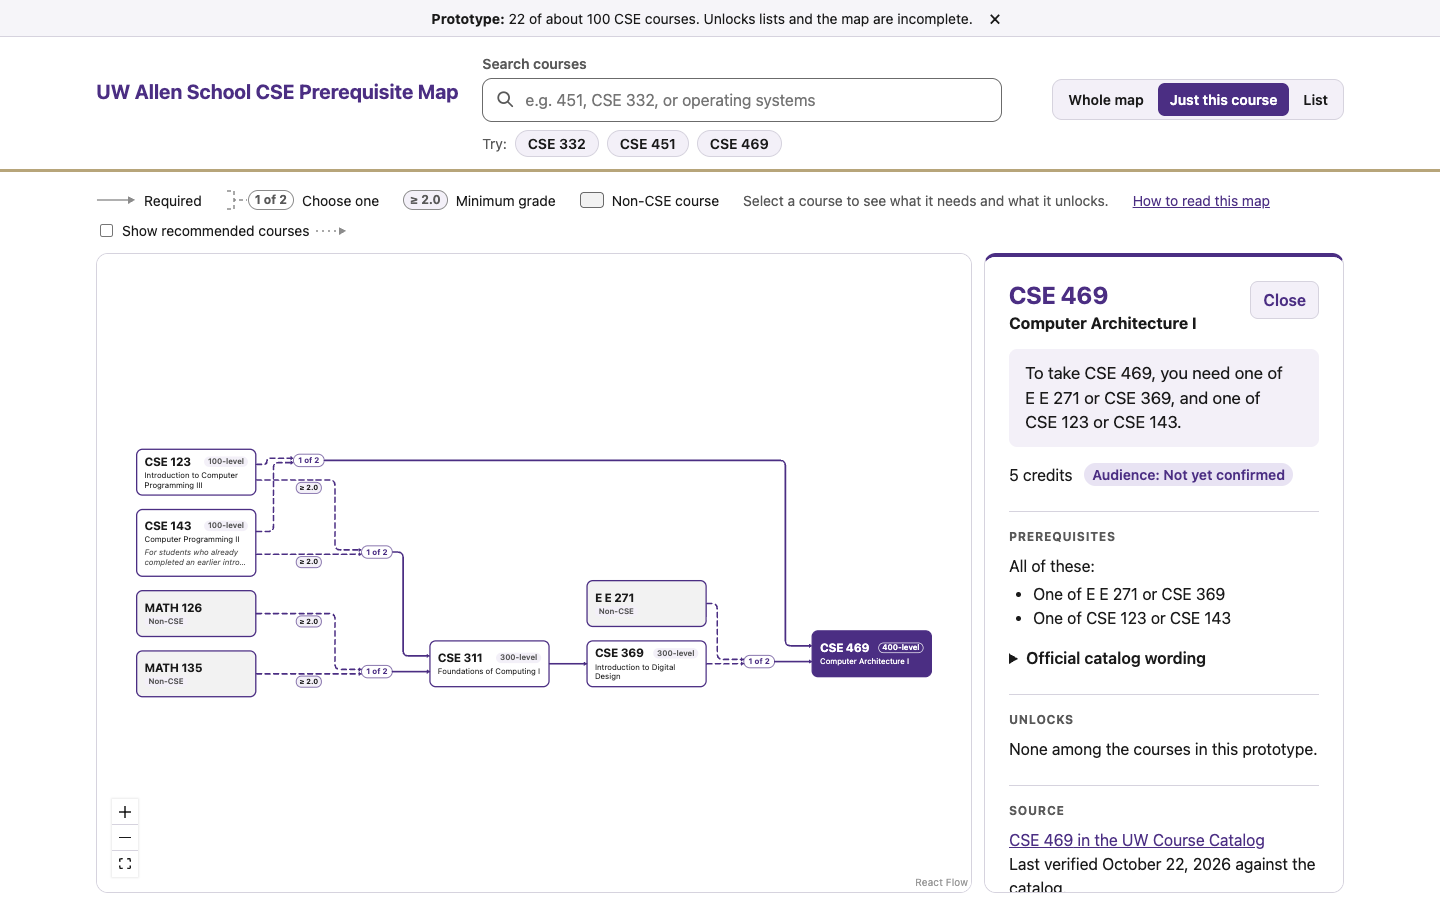 Prototype: 22 of about 100 CSE courses. Unlocks lists and the map are incomplete. ✕
UW Allen School CSE Prerequisite Map
Search courses
e.g. 451, CSE 332, or operating systems
Try: CSE 332 CSE 451 CSE 469
Whole map Just this course List
Required 1 of 2 Choose one ≥ 2.0 Minimum grade Non-CSE course Select a course to see what it needs and what it unlocks. How to read this map
Show recommended courses
CSE 123 100-level
Introduction to Computer
Programming III
1 of 2
≥ 2.0
CSE 143 100-level
Computer Programming II
For students who already
completed an earlier intro...
≥ 2.0
1 of 2
MATH 126
Non-CSE
≥ 2.0
MATH 135
Non-CSE
≥ 2.0
1 of 2
CSE 311 300-level
Foundations of Computing I
E E 271
Non-CSE
CSE 369 300-level
Introduction to Digital
Design
1 of 2
CSE 469 400-level
Computer Architecture I
React Flow
CSE 469
Close
Computer Architecture I
To take CSE 469, you need one of
E E 271 or CSE 369, and one of
CSE 123 or CSE 143.
5 credits Audience: Not yet confirmed
PREREQUISITES
All of these:
• One of E E 271 or CSE 369
• One of CSE 123 or CSE 143
Official catalog wording
UNLOCKS
None among the courses in this prototype.
SOURCE
CSE 469 in the UW Course Catalog
Last verified October 22, 2026 against the
catalog